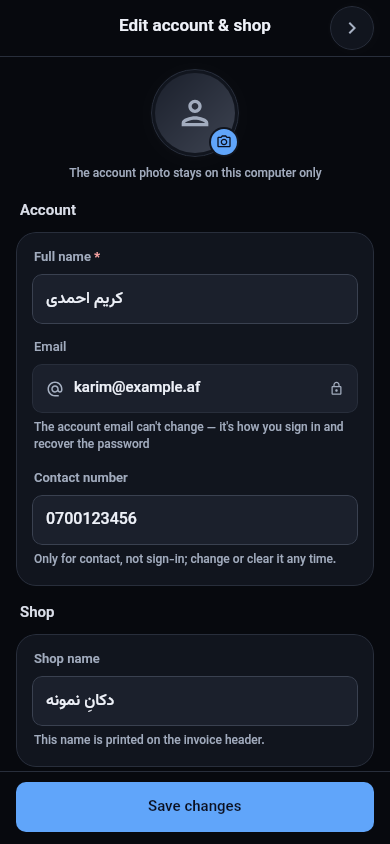 Edit account & shop
The account photo stays on this computer only
Account
Full name *
کریم احمدی
Email
karim@example.af
The account email can't change — it's how you sign in and
recover the password
Contact number
0700123456
Only for contact, not sign-in; change or clear it any time.
Shop
Shop name
دکانِ نمونه
This name is printed on the invoice header.
Save changes